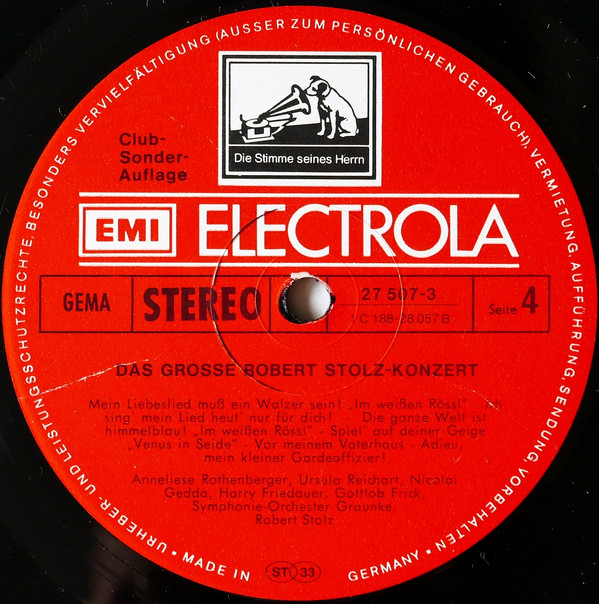 URHEBER- UND LEISTUNGSSCHUTZRECHTE, BESONDERS VERVIELFÄLTIGUNG (AUSSER ZUM PERSÖNLICHEN GEBRAUCH), VERMIETUNG, AUFFÜHRUNG, SENDUNG, VORBEHALTEN
Club-
Sonder-
Auflage
Die Stimme seines Herrn
EMI ELECTROLA
GEMA STEREO 27 507-3 Seite 4
1 C 188-28 057 B
DAS GROSSE ROBERT STOLZ-KONZERT
Mein Liebeslied muß ein Walzer sein! „Im weißen Rössl" - Ich
sing' mein Lied heut' nur für dich! - Die ganze Welt ist
himmelblau! „Im weißen Rössl" - Spiel' auf deiner Geige
„Venus in Seide" - Vor meinem Vaterhaus - Adieu,
mein kleiner Gardeoffizier!
Anneliese Rothenberger, Ursula Reichart, Nicolai
Gedda, Harry Friedauer, Gottlob Frick,
Symphonie-Orchester Graunke,
Robert Stolz
• MADE IN GERMANY •
ST 33